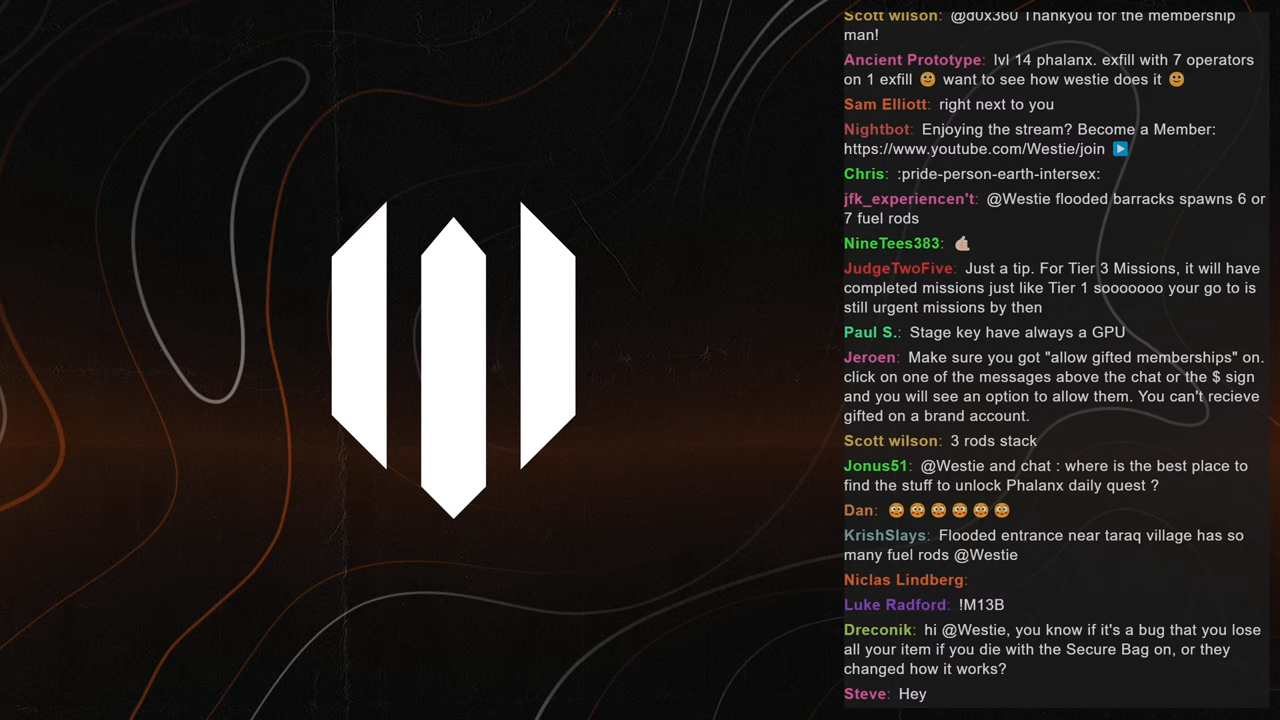 Scott wilson: @d0x360 Thankyou for the membership
man!
Ancient Prototype: lvl 14 phalanx. exfill with 7 operators
on 1 exfill want to see how westie does it
Sam Elliott: right next to you
Nightbot: Enjoying the stream? Become a Member:
https://www.youtube.com/Westie/join
Chris: :pride-person-earth-intersex:
jfk_experiencen't: @Westie flooded barracks spawns 6 or
7 fuel rods
NineTees383:
JudgeTwoFive: Just a tip. For Tier 3 Missions, it will have
completed missions just like Tier 1 sooooooo your go to is
still urgent missions by then
Paul S.: Stage key have always a GPU
Jeroen: Make sure you got "allow gifted memberships" on.
click on one of the messages above the chat or the $ sign
and you will see an option to allow them. You can't recieve
gifted on a brand account.
Scott wilson: 3 rods stack
Jonus51: @Westie and chat : where is the best place to
find the stuff to unlock Phalanx daily quest ?
Dan:
KrishSlays: Flooded entrance near taraq village has so
many fuel rods @Westie
Niclas Lindberg:
Luke Radford: !M13B
Dreconik: hi @Westie, you know if it's a bug that you lose
all your item if you die with the Secure Bag on, or they
changed how it works?
Steve: Hey